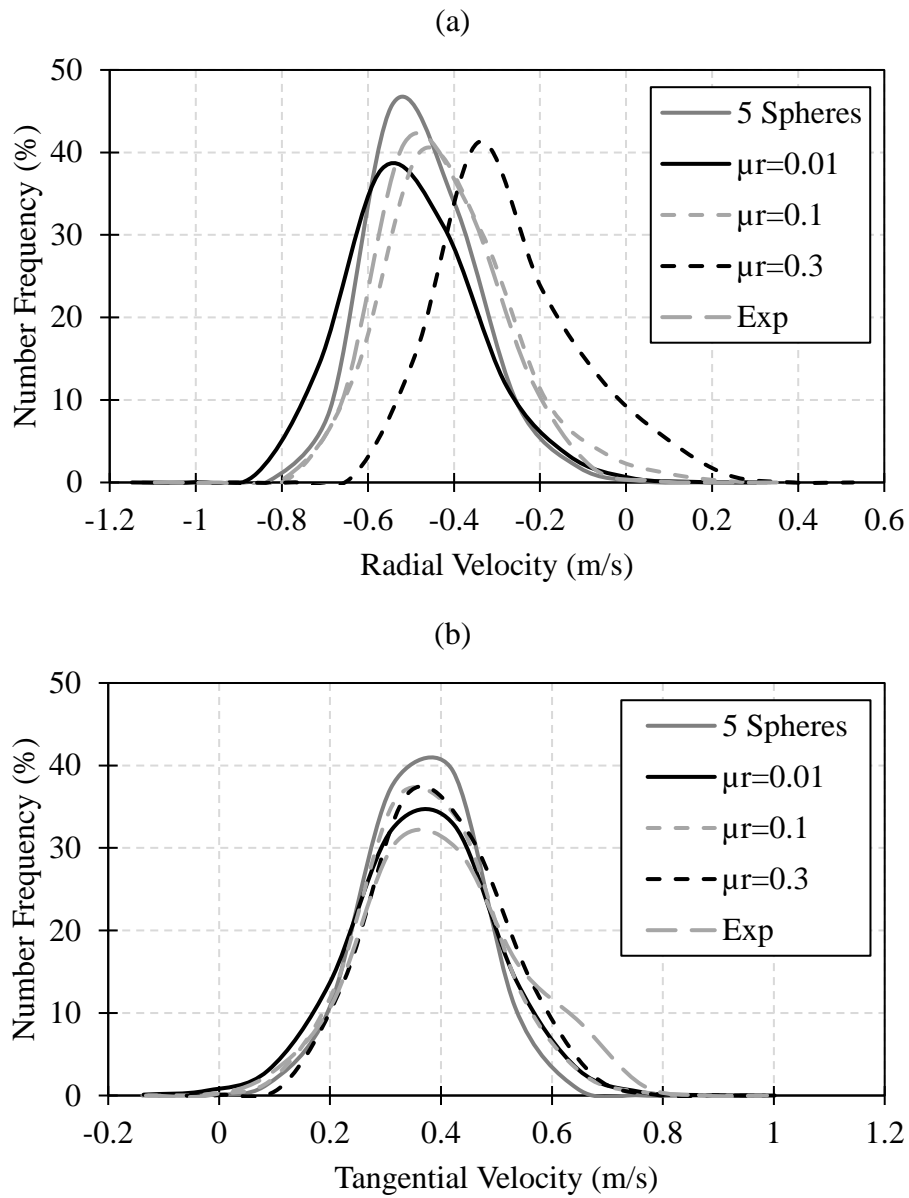 (a)
50
40
30
20
10
0
Number Frequency (%)
5 Spheres
µr=0.01
µr=0.1
µr=0.3
Exp
-1.2 -1 -0.8 -0.6 -0.4 -0.2 0 0.2 0.4 0.6
Radial Velocity (m/s)
(b)
50
40
30
20
10
0
Number Frequency (%)
5 Spheres
µr=0.01
µr=0.1
µr=0.3
Exp
-0.2 0 0.2 0.4 0.6 0.8 1 1.2
Tangential Velocity (m/s)